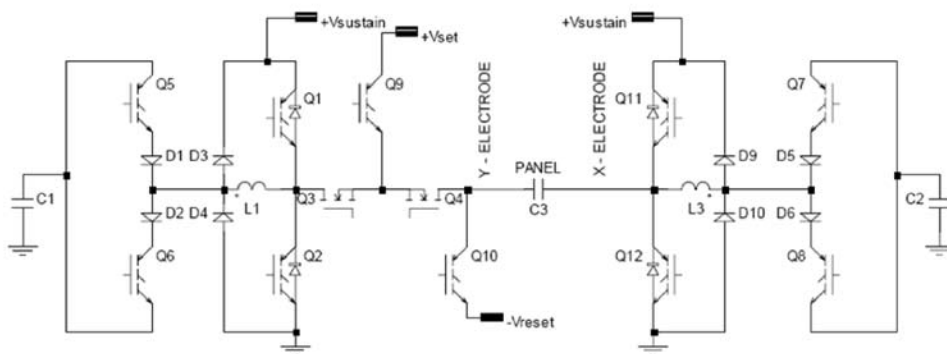 +Vsustain
+Vset
+Vsustain
Q5
Q1
Q9
Y - ELECTRODE
X - ELECTRODE
Q11
Q7
D1 D3
PANEL
D9
D5
C1
L1
Q3
Q4
C3
L3
C2
D2 D4
D10
D6
Q6
Q2
Q10
Q12
Q8
-Vreset